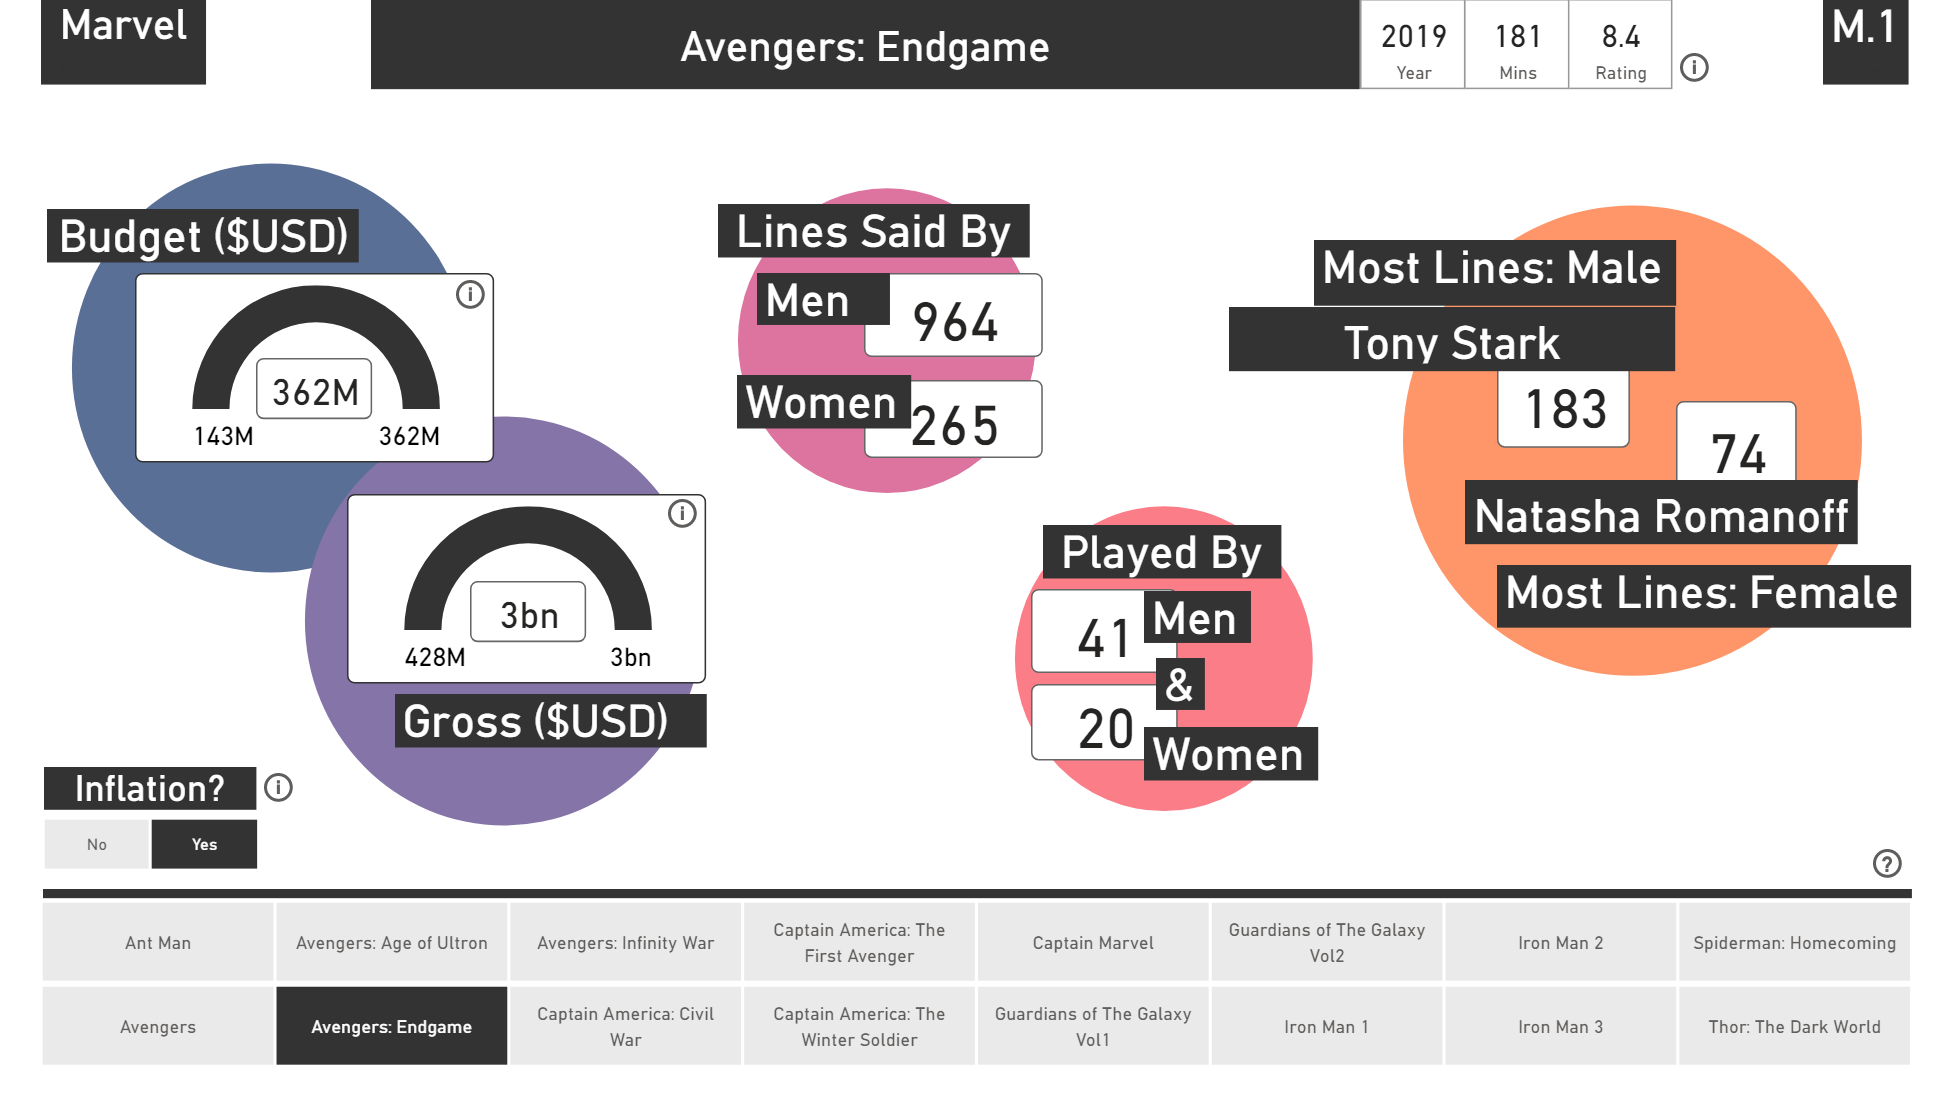 Marvel
Avengers: Endgame
2019
Year
181
Mins
8.4
Rating
M.1
Budget ($USD)
362M
143M
362M
3bn
428M
3bn
Gross ($USD)
Inflation?
No
Yes
Lines Said By
Men
964
Women
265
Played By
41
Men
&
20
Women
Most Lines: Male
Tony Stark
183
74
Natasha Romanoff
Most Lines: Female
Ant Man
Avengers: Age of Ultron
Avengers: Infinity War
Captain America: The
First Avenger
Captain Marvel
Guardians of The Galaxy
Vol2
Iron Man 2
Spiderman: Homecoming
Avengers
Avengers: Endgame
Captain America: Civil
War
Captain America: The
Winter Soldier
Guardians of The Galaxy
Vol1
Iron Man 1
Iron Man 3
Thor: The Dark World